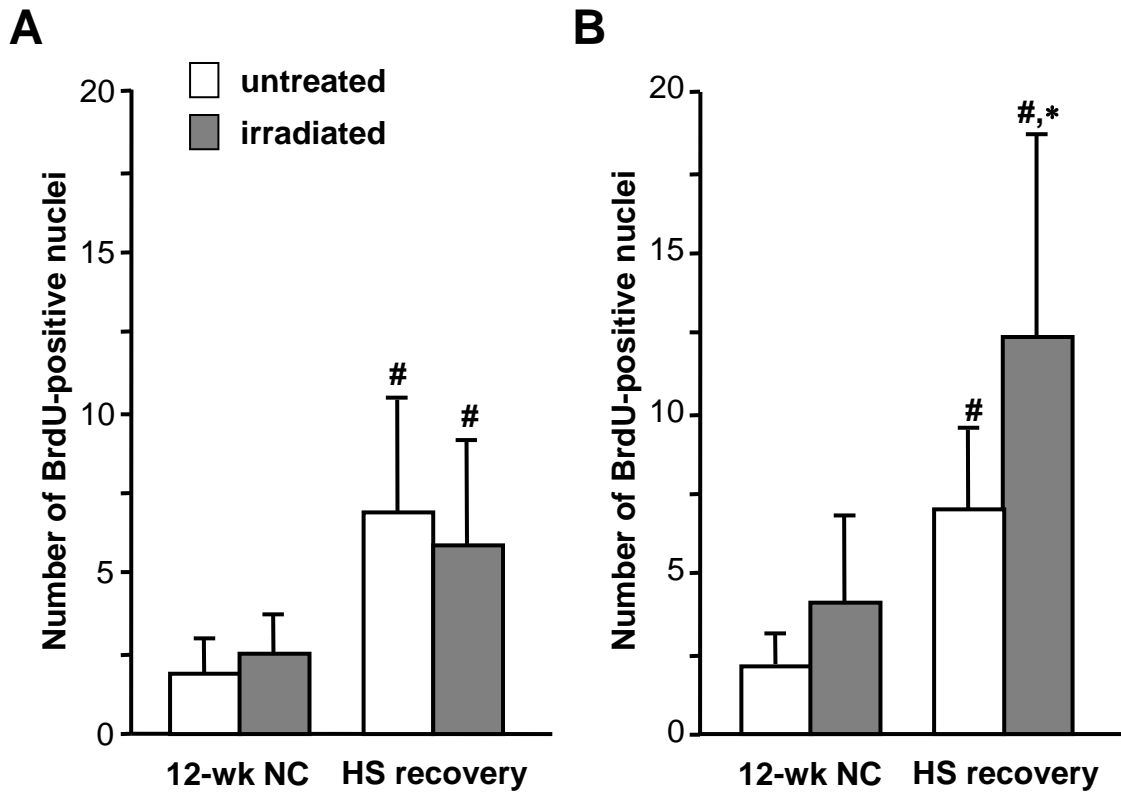 A
untreated
irradiated
Number of BrdU-positive nuclei
20
15
10
5
0
#
#
12-wk NC
HS recovery
B
Number of BrdU-positive nuclei
20
15
10
5
0
#
#,*
12-wk NC
HS recovery